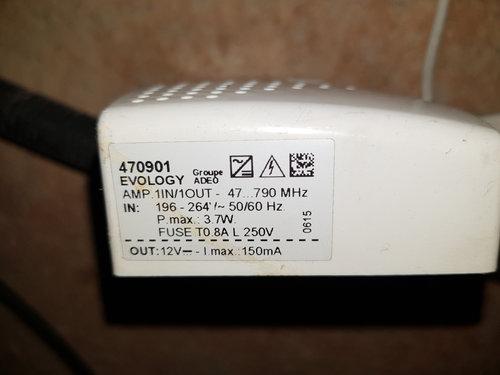 470901
EVOLOGY Groupe ADEO
AMP.1IN/1OUT - 47...790 MHz
IN: 196 - 264V~ 50/60 Hz
P.max.: 3.7W.
FUSE T0.8A L 250V
0615
OUT:12V⎓ - I max.:150mA